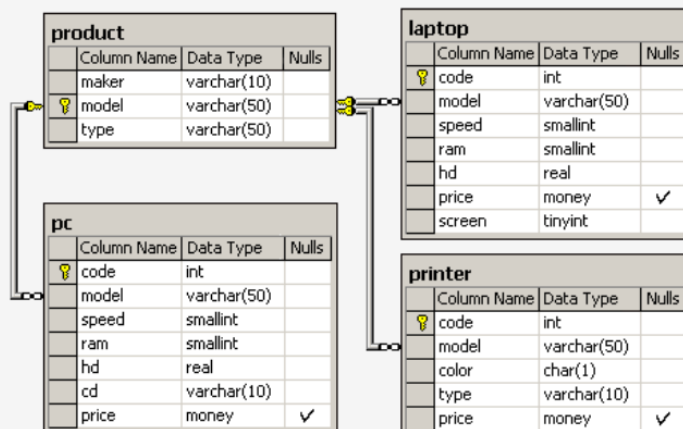 product
Column Name Data Type Nulls
maker varchar(10)
model varchar(50)
type varchar(50)
laptop
Column Name Data Type Nulls
code int
model varchar(50)
speed smallint
ram smallint
hd real
price money ✓
screen tinyint
pc
Column Name Data Type Nulls
code int
model varchar(50)
speed smallint
ram smallint
hd real
cd varchar(10)
price money ✓
printer
Column Name Data Type Nulls
code int
model varchar(50)
color char(1)
type varchar(10)
price money ✓